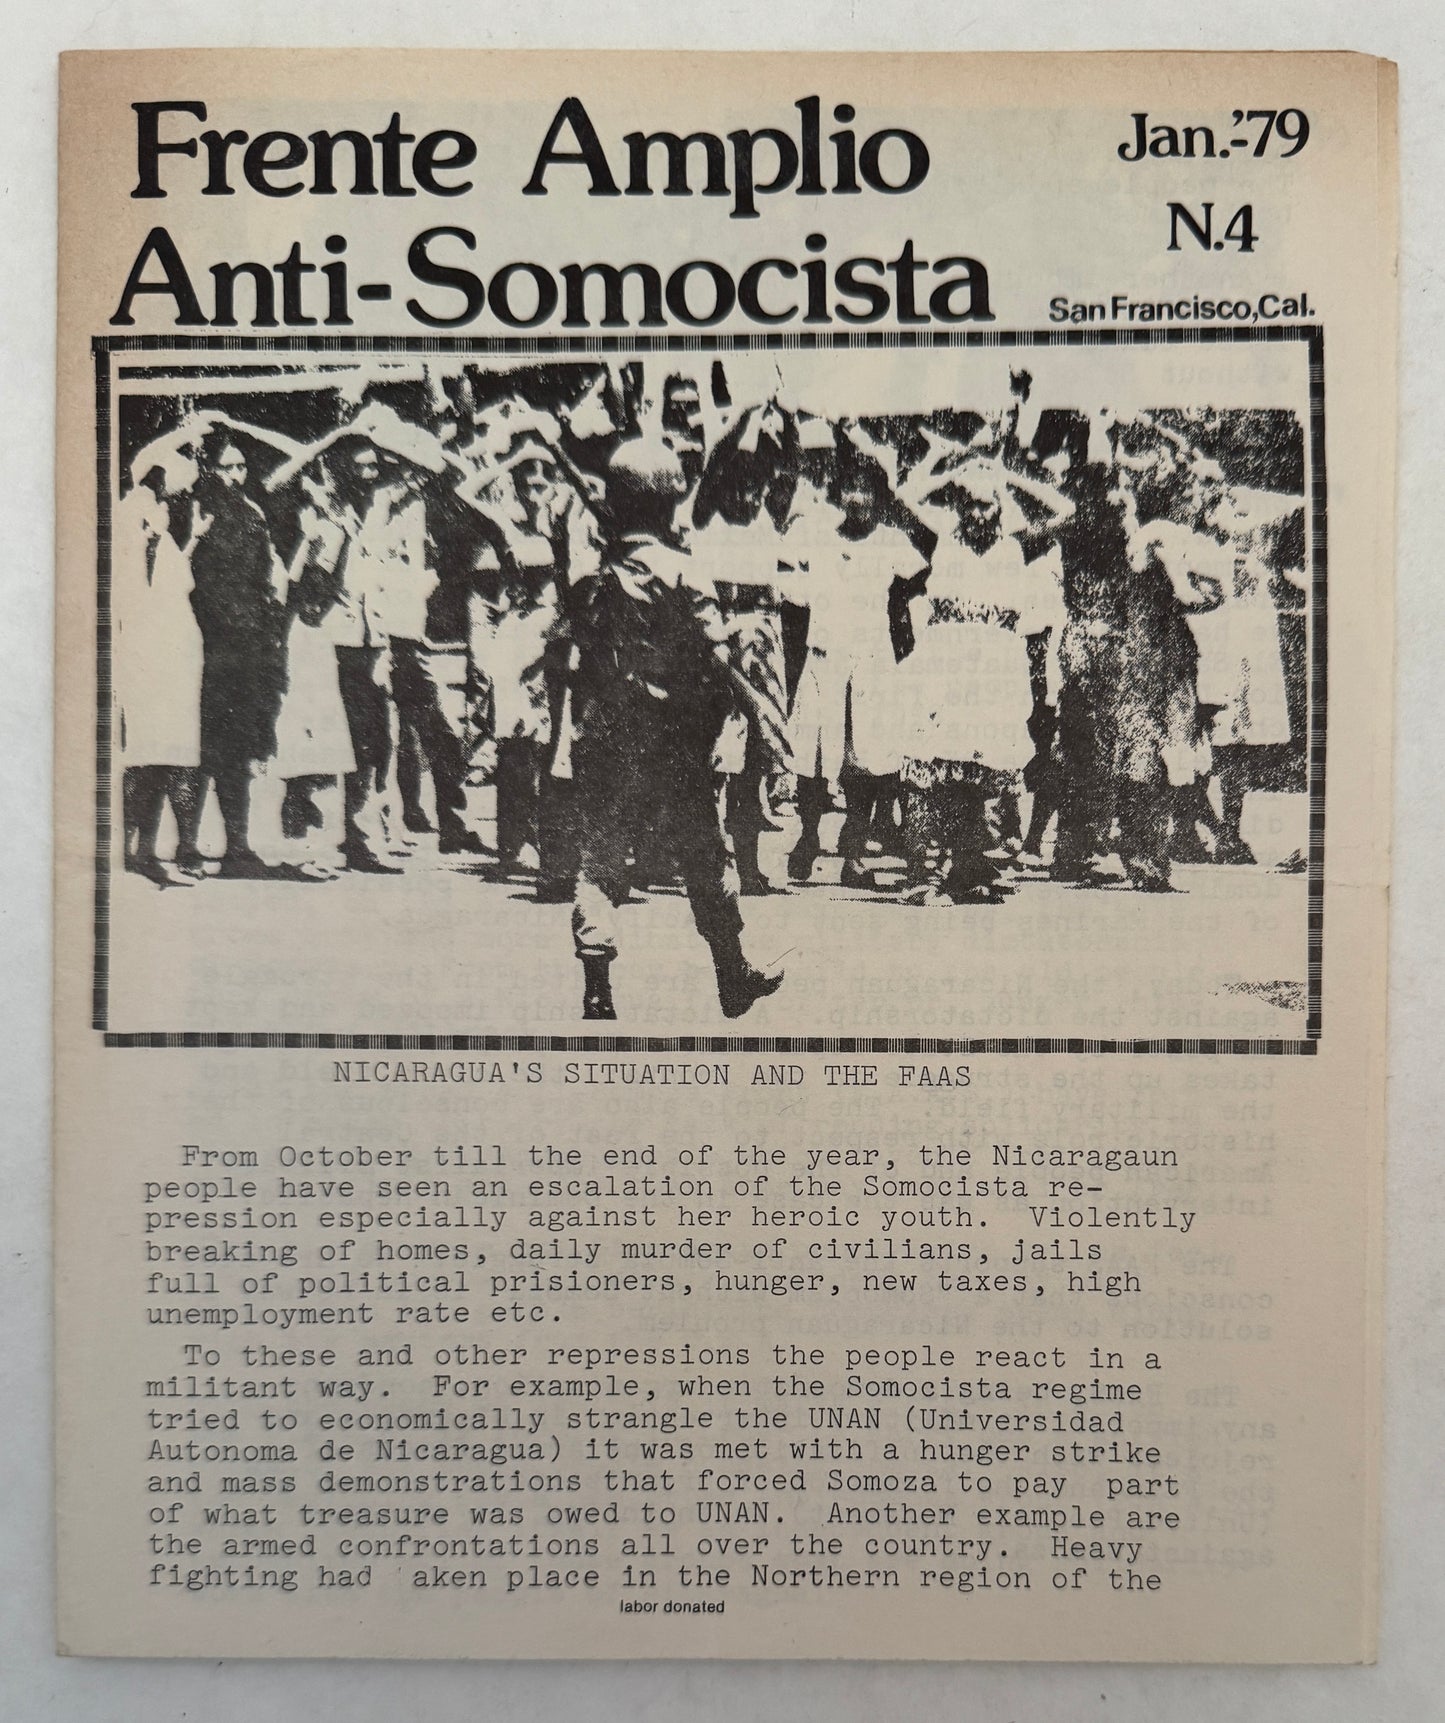 Frente Amplio
Anti-Somocista
Jan.-'79
N.4
San Francisco, Cal.
NICARAGUA'S SITUATION AND THE FAAS
From October till the end of the year, the Nicaragaun
people have seen an escalation of the Somocista re-
pression especially against her heroic youth. Violently
breaking of homes, daily murder of civilians, jails
full of political prisioners, hunger, new taxes, high
unemployment rate etc.
To these and other repressions the people react in a
militant way. For example, when the Somocista regime
tried to economically strangle the UNAN (Universidad
Autonoma de Nicaragua) it was met with a hunger strike
and mass demonstrations that forced Somoza to pay part
of what treasure was owed to UNAN. Another example are
the armed confrontations all over the country. Heavy
fighting had aken place in the Northern region of the
labor donated